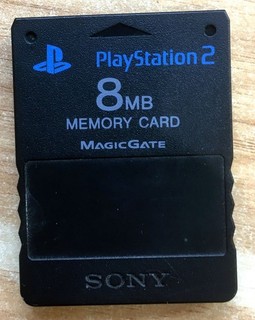 PlayStation 2
8MB
MEMORY CARD
MAGICGATE
SONY